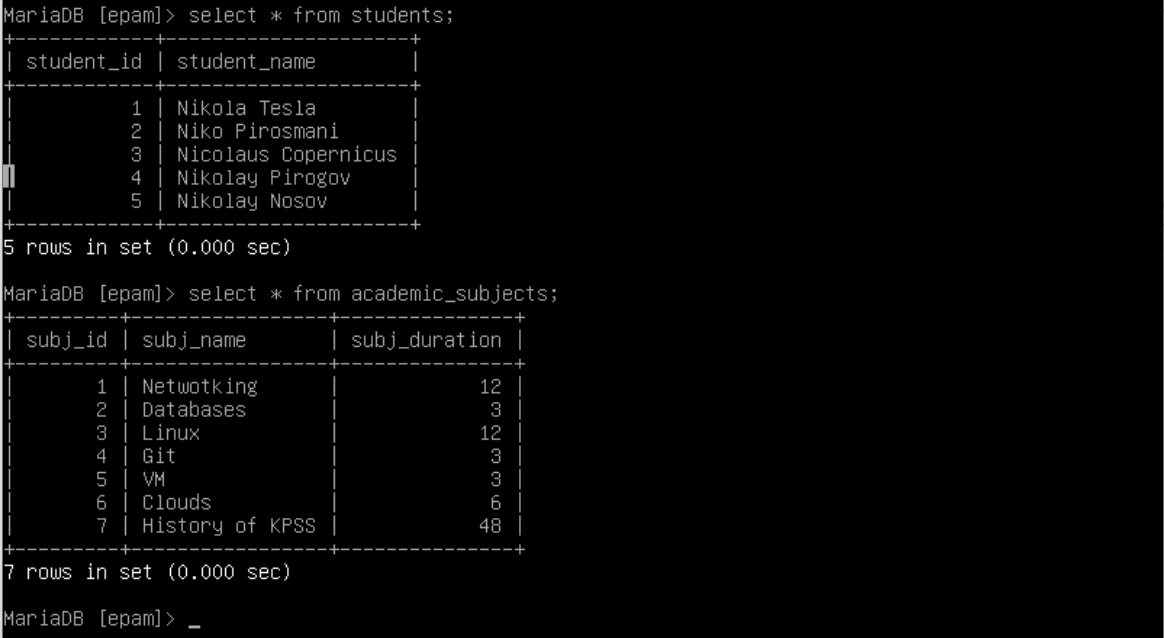 MariaDB [epam]> select * from students;
+------------+---------------------+
| student_id | student_name        |
+------------+---------------------+
|          1 | Nikola Tesla        |
|          2 | Niko Pirosmani      |
|          3 | Nicolaus Copernicus |
|          4 | Nikolay Pirogov     |
|          5 | Nikolay Nosov       |
+------------+---------------------+
5 rows in set (0.000 sec)

MariaDB [epam]> select * from academic_subjects;
+---------+-----------------+---------------+
| subj_id | subj_name       | subj_duration |
+---------+-----------------+---------------+
|       1 | Netwotking      |            12 |
|       2 | Databases       |             3 |
|       3 | Linux           |            12 |
|       4 | Git             |             3 |
|       5 | VM              |             3 |
|       6 | Clouds          |             6 |
|       7 | History of KPSS |            48 |
+---------+-----------------+---------------+
7 rows in set (0.000 sec)

MariaDB [epam]> _